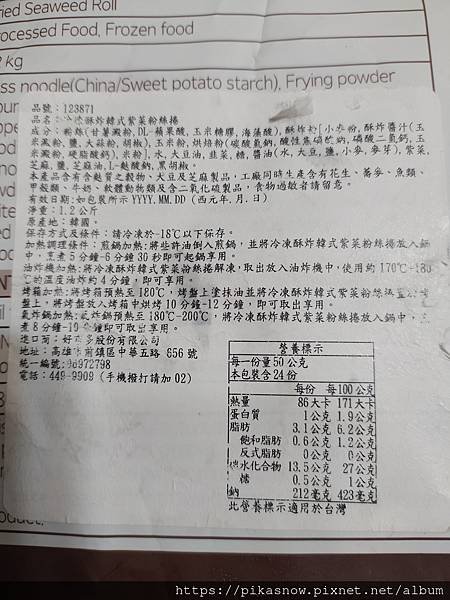 ried Seaweed Roll
rocessed Food, Frozen food
kg
ss noodle(China/Sweet potato starch), Frying powder
品號：123871
品名：酥炸韓式紫菜粉絲捲
成分：粉絲(甘薯澱粉,DL-蘋果酸,玉米糖膠,海藻酸),酥炸粉[小麥粉,酥炸醬汁(玉
米澱粉,鹽,大蒜粉,胡椒),玉米粉,烘焙粉(碳酸氫鈉,酸性焦磷酸鈉,磷酸二氫鈣,玉
米澱粉,硬脂酸鈣),米粉],水,大豆油,韭菜,糖,醬油(水,大豆,鹽,小麥,麥芽),紫菜,
芝麻,鹽,芝麻油,L-麩酸鈉,黑胡椒。
本產品含有含麩質之穀物、大豆及芝麻製品，工廠同時生產含有花生、蕎麥、魚類、
甲殼類、牛奶、軟體動物類及含二氧化硫製品，食物過敏者請留意。
有效日期:如包裝所示 YYYY.MM.DD (西元年.月.日)
淨重：1.2公斤
原產地：韓國。
保存方式及條件：請冷凍於-18℃以下保存。
加熱調理條件：煎鍋加熱:將些許油倒入煎鍋，並將冷凍酥炸韓式紫菜粉絲捲放入鍋
中，烹煮5分鐘-6分鐘30秒即可起鍋享用。
油炸機加熱:將冷凍酥炸韓式紫菜粉絲捲解凍,取出放入油炸機中,使用約170℃-180
℃的溫度油炸約4分鐘，即可享用。
烤箱加熱:將烤箱預熱至180℃，烤盤上塗抹油並將冷凍酥炸韓式紫菜粉絲捲置於烤
盤上，將烤盤放入烤箱中烘烤10分鐘-12分鐘，即可取出享用。
氣炸鍋加熱:氣炸鍋預熱至180℃-200℃，將冷凍酥炸韓式紫菜粉絲捲放入鍋中，烹
煮8分鐘-10分鐘即可取出享用。
進口商：好市多股份有限公司
地址：高雄市前鎮區中華五路 656 號
統一編號:96972798
電話：449-9909 (手機撥打請加 02)
營養標示
每一份量50公克
本包裝含24份
每份 每100公克
熱量 86大卡 171大卡
蛋白質 1公克 1.9公克
脂肪 3.1公克 6.2公克
飽和脂肪 0.6公克 1.2公克
反式脂肪 0公克 0公克
碳水化合物 13.5公克 27公克
糖 0.5公克 1公克
鈉 212毫克 423毫克
此營養標示適用於台灣
oduct.
https://pikasnow.pixnet.net/album